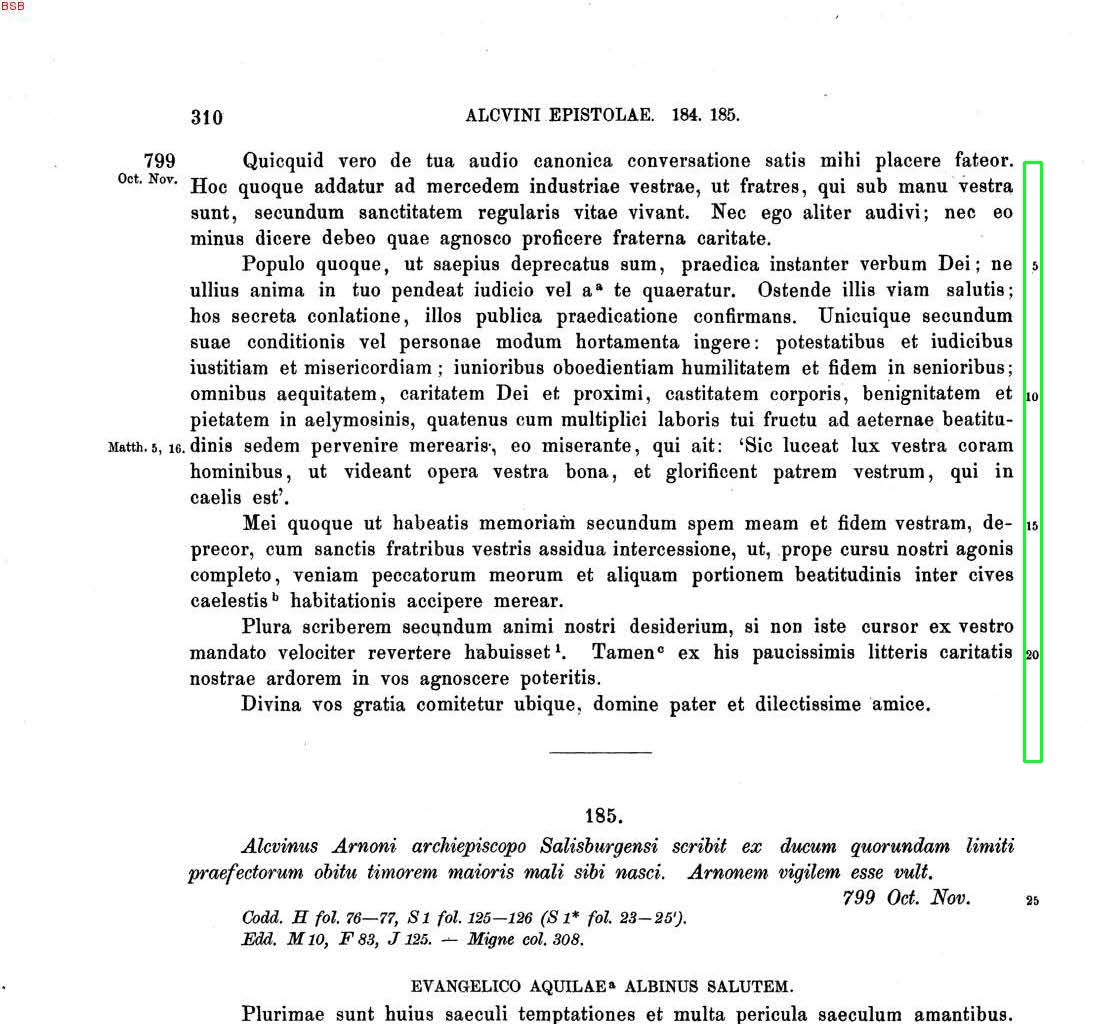 BSB
310 ALCVINI EPISTOLAE. 184. 185.
799 Quicquid vero de tua audio canonica conversatione satis mihi placere fateor.
Oct. Nov. Hoc quoque addatur ad mercedem industriae vestrae, ut fratres, qui sub manu vestra
sunt, secundum sanctitatem regularis vitae vivant. Nec ego aliter audivi; nec eo
minus dicere debeo quae agnosco proficere fraterna caritate.
Populo quoque, ut saepius deprecatus sum, praedica instanter verbum Dei; ne 5
ullius anima in tuo pendeat iudicio vel aᵃ te quaeratur. Ostende illis viam salutis;
hos secreta conlatione, illos publica praedicatione confirmans. Unicuique secundum
suae conditionis vel personae modum hortamenta ingere: potestatibus et iudicibus
iustitiam et misericordiam; iunioribus oboedientiam humilitatem et fidem in senioribus;
omnibus aequitatem, caritatem Dei et proximi, castitatem corporis, benignitatem et 10
pietatem in aelymosinis, quatenus cum multiplici laboris tui fructu ad aeternae beatitu-
Matth. 5, 16. dinis sedem pervenire merearis, eo miserante, qui ait: ‘Sic luceat lux vestra coram
hominibus, ut videant opera vestra bona, et glorificent patrem vestrum, qui in
caelis est’.
Mei quoque ut habeatis memoriam secundum spem meam et fidem vestram, de- 15
precor, cum sanctis fratribus vestris assidua intercessione, ut, prope cursu nostri agonis
completo, veniam peccatorum meorum et aliquam portionem beatitudinis inter cives
caelestis ᵇ habitationis accipere merear.
Plura scriberem secundum animi nostri desiderium, si non iste cursor ex vestro
mandato velociter revertere habuisset ¹. Tamenᶜ ex his paucissimis litteris caritatis 20
nostrae ardorem in vos agnoscere poteritis.
Divina vos gratia comitetur ubique, domine pater et dilectissime amice.
185.
Alcvinus Arnoni archiepiscopo Salisburgensi scribit ex ducum quorundam limiti
praefectorum obitu timorem maioris mali sibi nasci. Arnonem vigilem esse vult.
799 Oct. Nov. 25
Codd. H fol. 76—77, S 1 fol. 125—126 (S 1* fol. 23—25').
Edd. M 10, F 83, J 125. — Migne col. 308.
EVANGELICO AQUILAEᵃ ALBINUS SALUTEM.
Plurimae sunt huius saeculi temptationes et multa pericula saeculum amantibus.